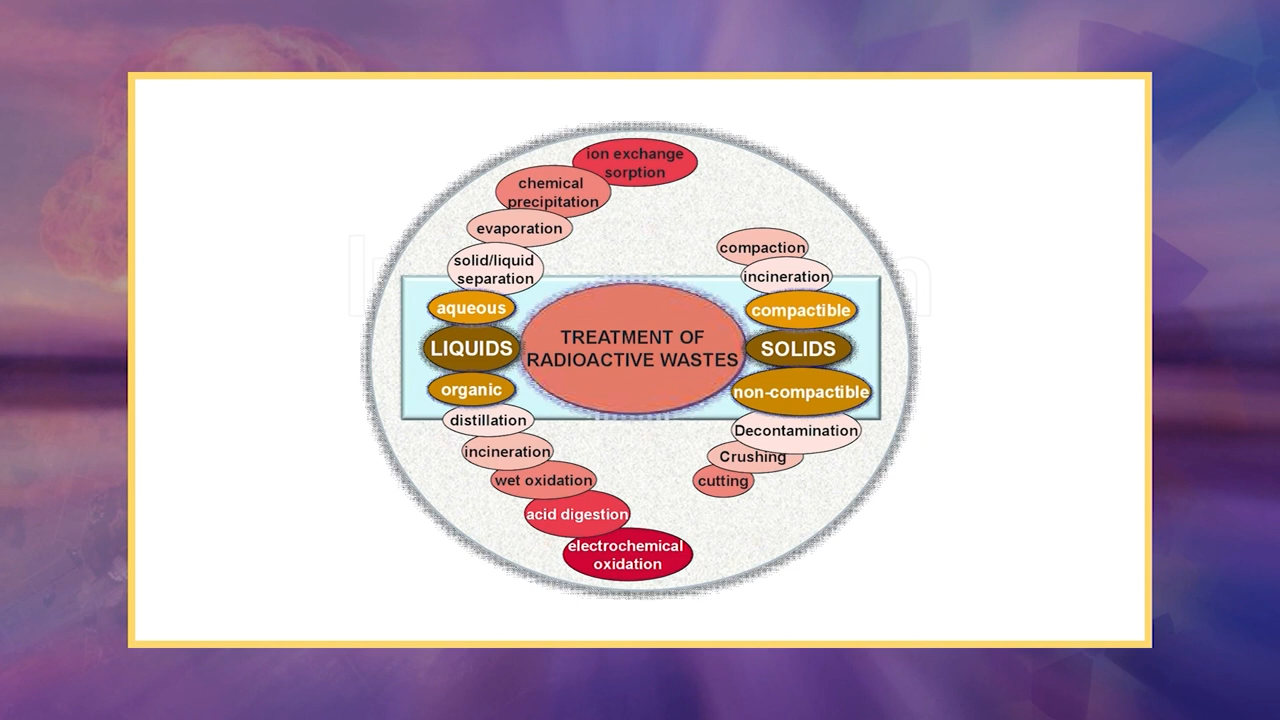 ion exchange
sorption
chemical
precipitation
evaporation
solid/liquid
separation
aqueous
LIQUIDS
organic
distillation
incineration
wet oxidation
acid digestion
electrochemical
oxidation
TREATMENT OF
RADIOACTIVE WASTES
compaction
incineration
compactible
SOLIDS
non-compactible
Decontamination
Crushing
cutting